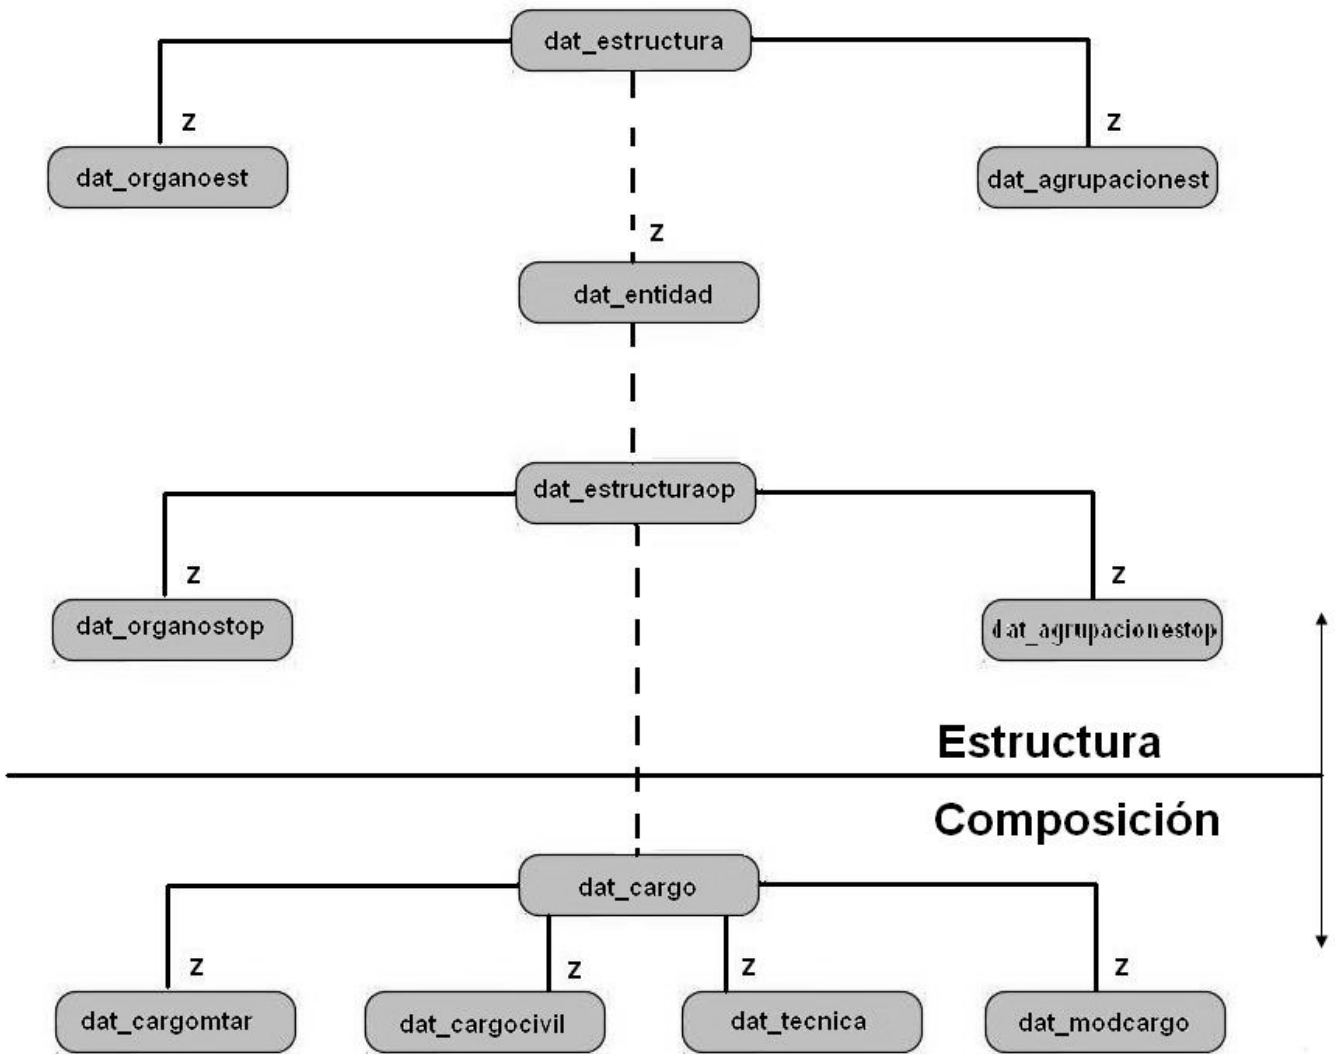 dat_estructura
Z
Z
dat_organoest
dat_agrupacionest
Z
dat_entidad
dat_estructuraop
Z
Z
dat_organostop
dat_agrupacionestop
Estructura
Composición
dat_cargo
Z
Z
Z
Z
dat_cargomtar
dat_cargocivil
dat_tecnica
dat_modcargo